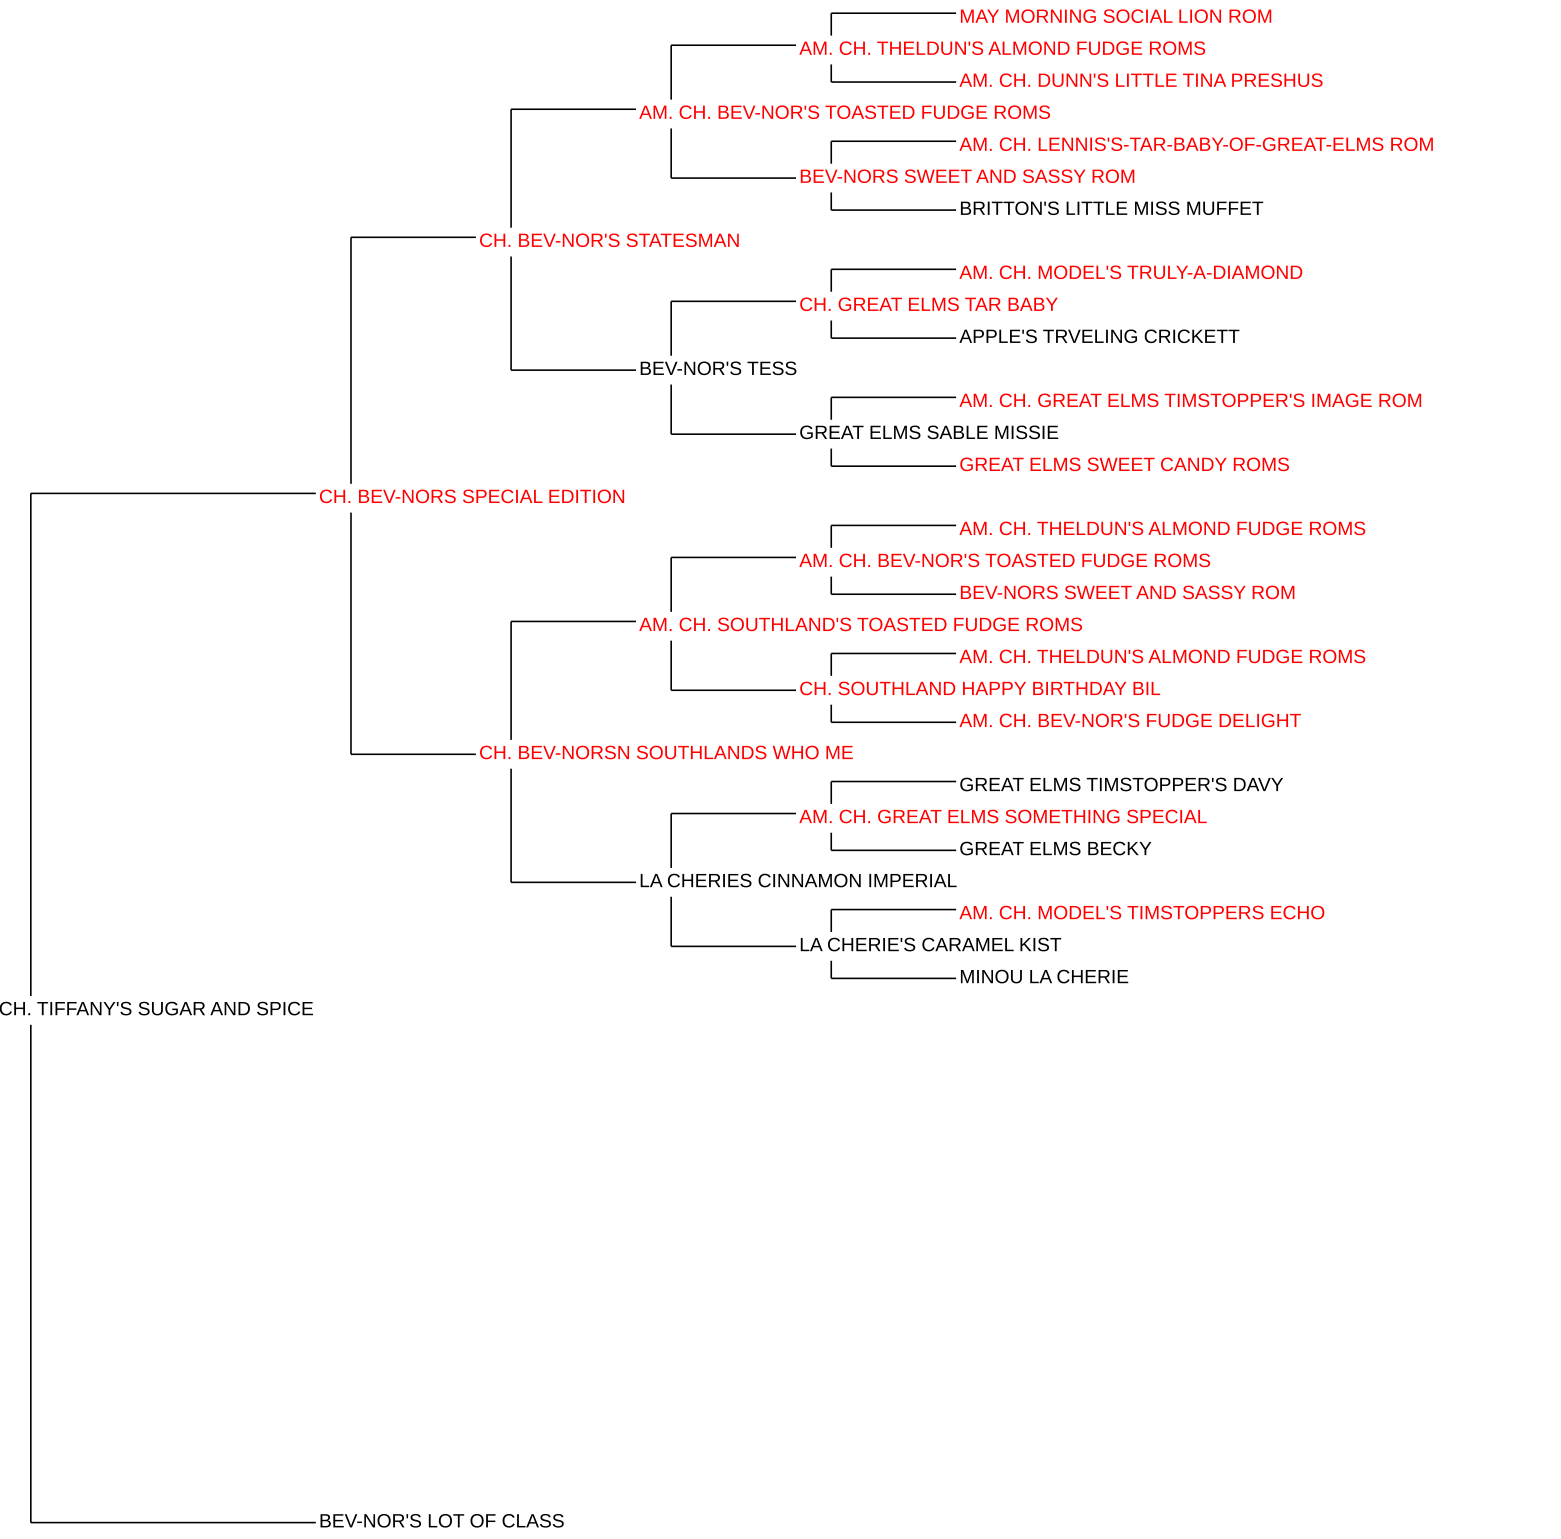 MAY MORNING SOCIAL LION ROM
AM. CH. THELDUN'S ALMOND FUDGE ROMS
AM. CH. DUNN'S LITTLE TINA PRESHUS
AM. CH. BEV-NOR'S TOASTED FUDGE ROMS
AM. CH. LENNIS'S-TAR-BABY-OF-GREAT-ELMS ROM
BEV-NORS SWEET AND SASSY ROM
BRITTON'S LITTLE MISS MUFFET
CH. BEV-NOR'S STATESMAN
AM. CH. MODEL'S TRULY-A-DIAMOND
CH. GREAT ELMS TAR BABY
APPLE'S TRVELING CRICKETT
BEV-NOR'S TESS
AM. CH. GREAT ELMS TIMSTOPPER'S IMAGE ROM
GREAT ELMS SABLE MISSIE
GREAT ELMS SWEET CANDY ROMS
CH. BEV-NORS SPECIAL EDITION
AM. CH. THELDUN'S ALMOND FUDGE ROMS
AM. CH. BEV-NOR'S TOASTED FUDGE ROMS
BEV-NORS SWEET AND SASSY ROM
AM. CH. SOUTHLAND'S TOASTED FUDGE ROMS
AM. CH. THELDUN'S ALMOND FUDGE ROMS
CH. SOUTHLAND HAPPY BIRTHDAY BIL
AM. CH. BEV-NOR'S FUDGE DELIGHT
CH. BEV-NORSN SOUTHLANDS WHO ME
GREAT ELMS TIMSTOPPER'S DAVY
AM. CH. GREAT ELMS SOMETHING SPECIAL
GREAT ELMS BECKY
LA CHERIES CINNAMON IMPERIAL
AM. CH. MODEL'S TIMSTOPPERS ECHO
LA CHERIE'S CARAMEL KIST
MINOU LA CHERIE
CH. TIFFANY'S SUGAR AND SPICE
BEV-NOR'S LOT OF CLASS